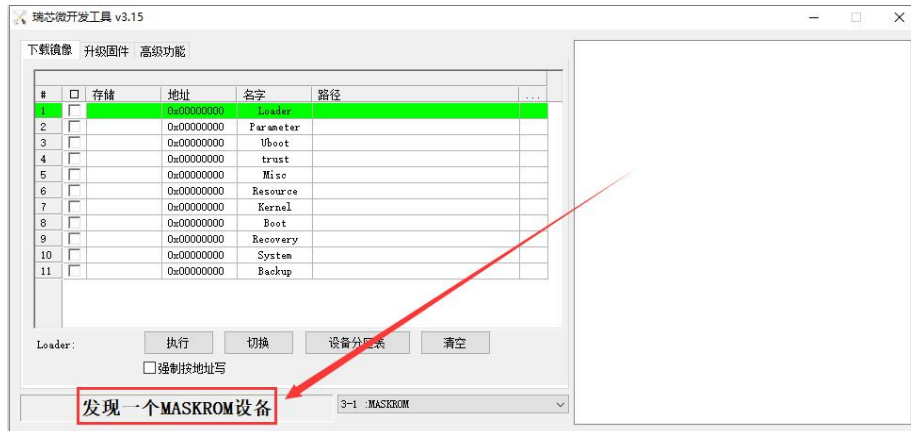 瑞芯微开发工具 v3.15
下载镜像 升级固件 高级功能
# 存储 地址 名字 路径 ...
1 0x00000000 Loader
2 0x00000000 Parameter
3 0x00000000 Uboot
4 0x00000000 trust
5 0x00000000 Misc
6 0x00000000 Resource
7 0x00000000 Kernel
8 0x00000000 Boot
9 0x00000000 Recovery
10 0x00000000 System
11 0x00000000 Backup
Loader: 执行 切换 设备分区表 清空
强制按地址写
发现一个MASKROM设备 3-1 :MASKROM